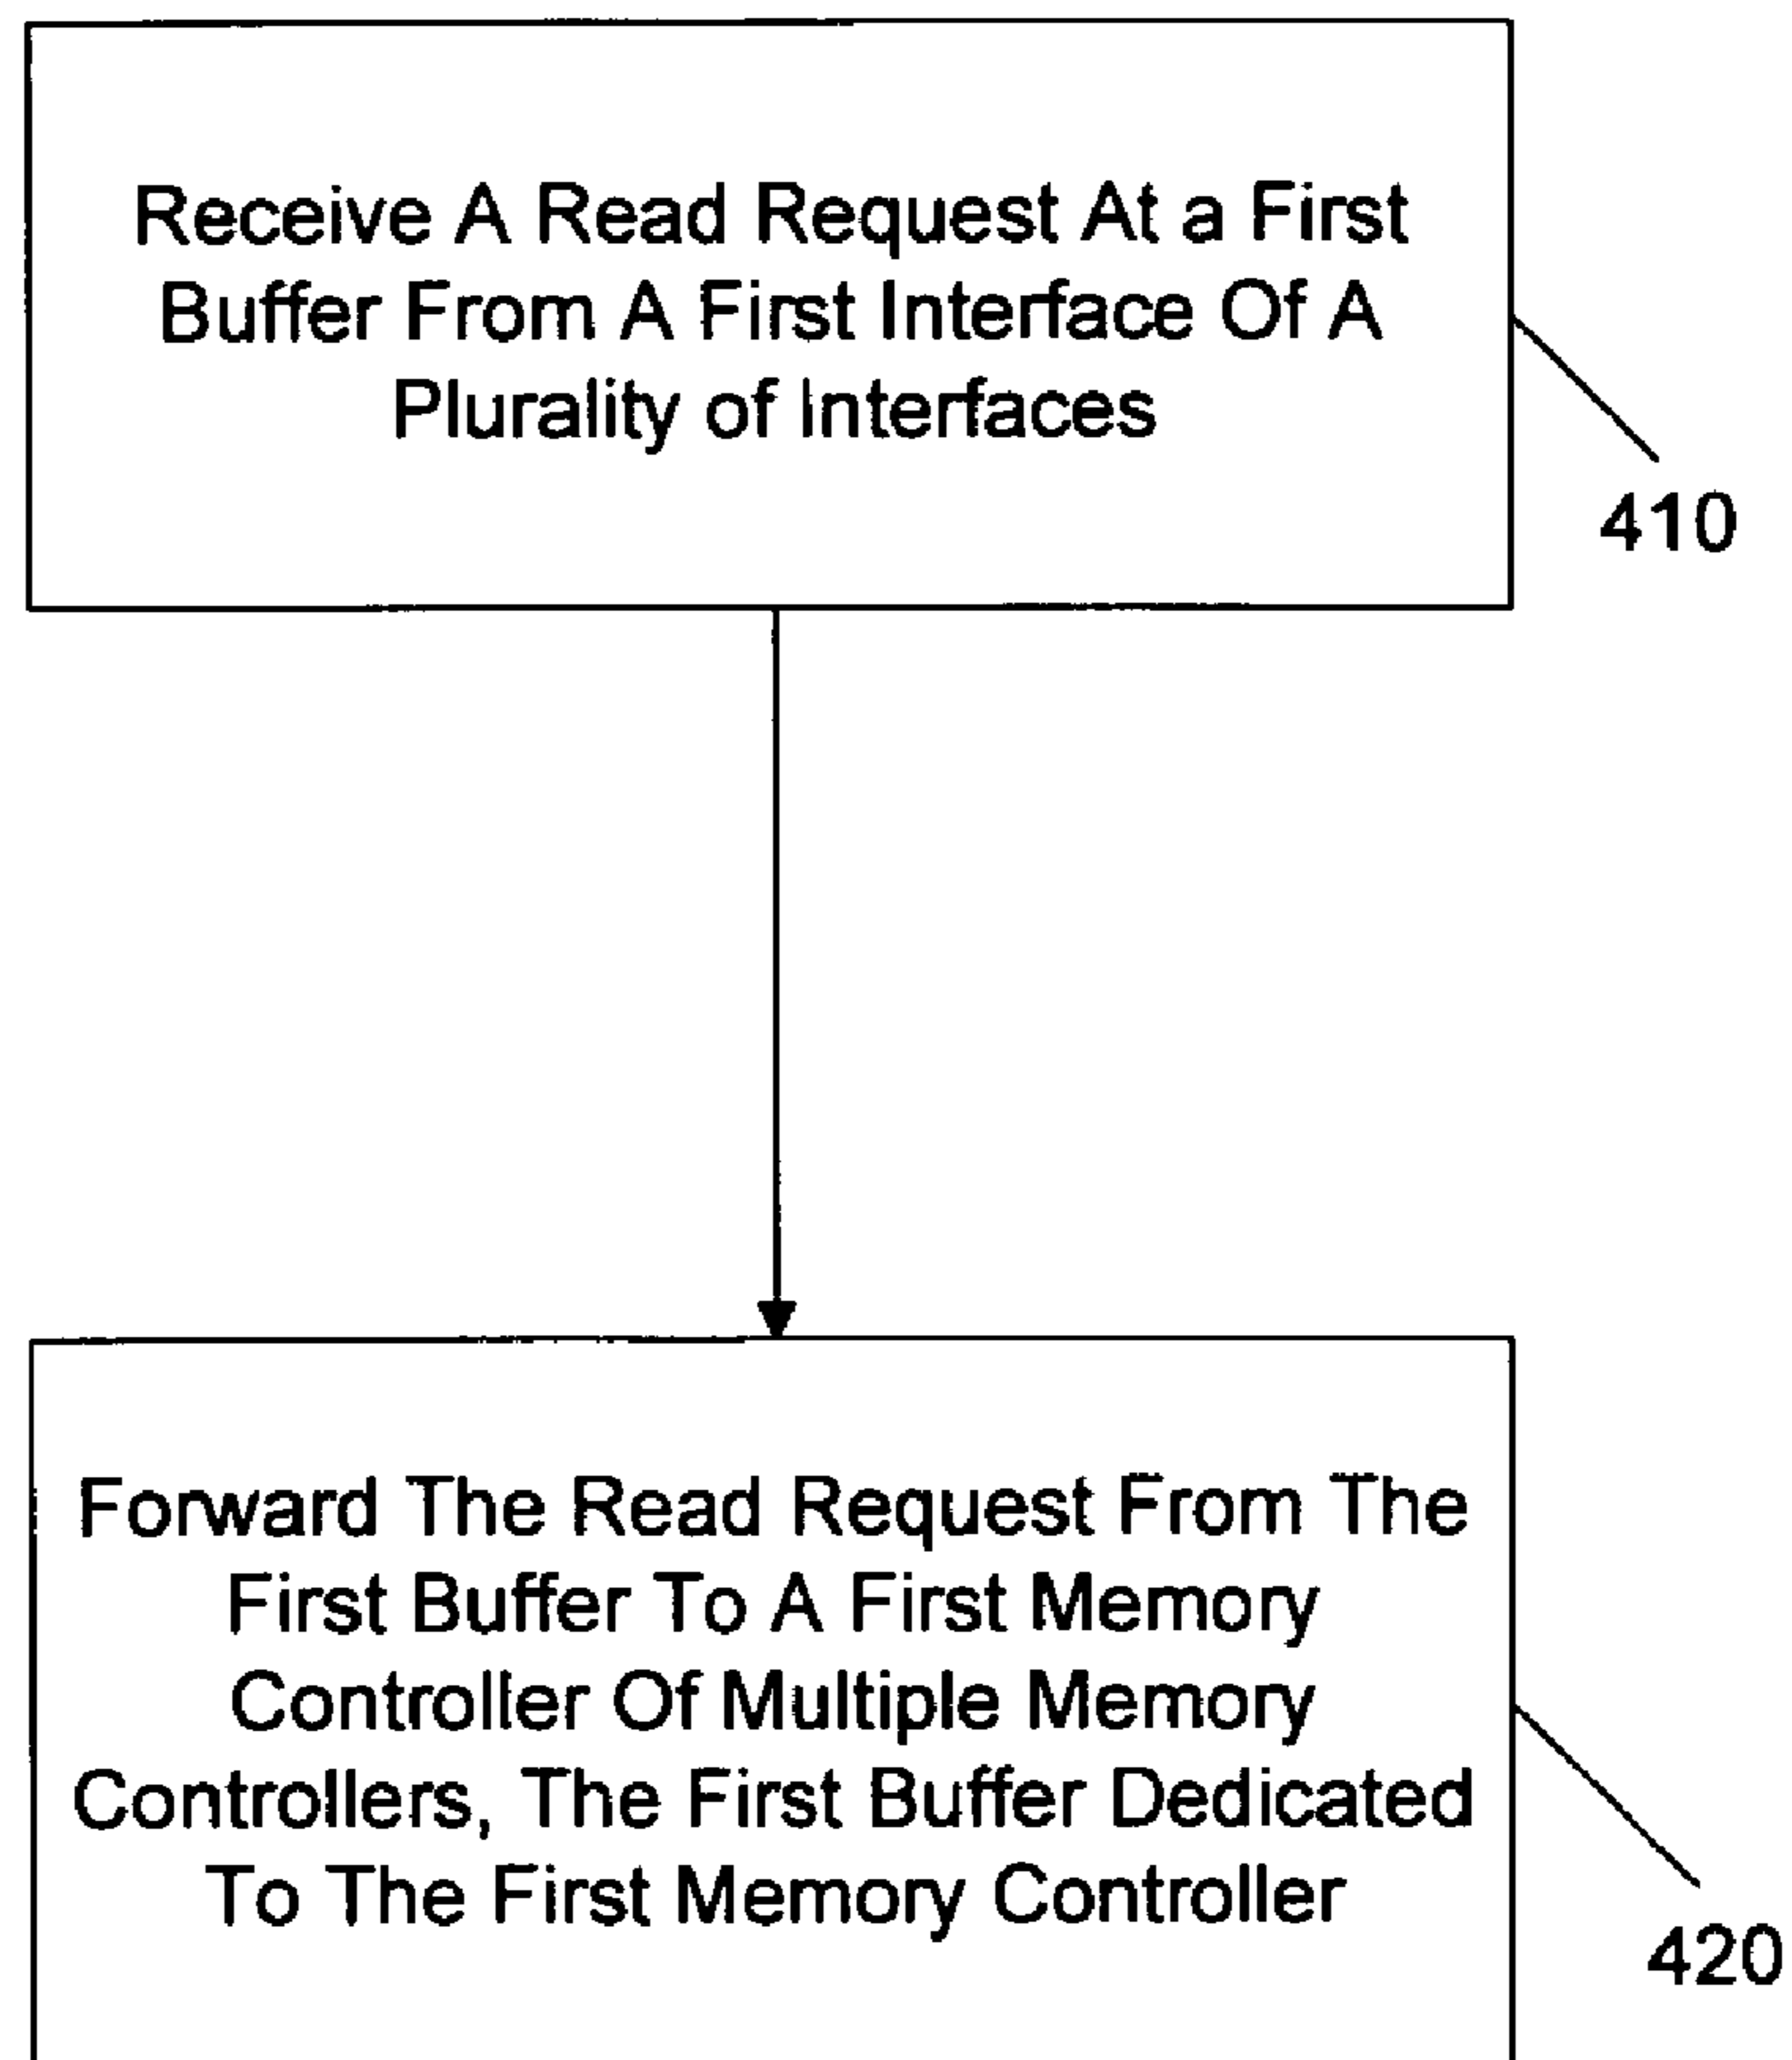 Receive A Read Request At a First
Buffer From A First Interface Of A
Plurality of Interfaces
410
Forward The Read Request From The
First Buffer To A First Memory
Controller Of Multiple Memory
Controllers, The First Buffer Dedicated
To The First Memory Controller
420